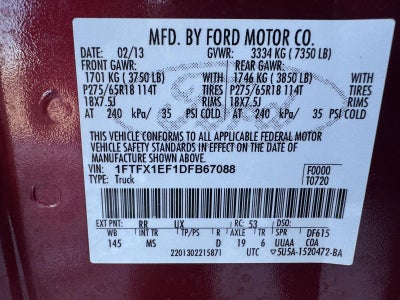 MFD. BY FORD MOTOR CO.
DATE: 02/13 GVWR: 3334 KG ( 7350 LB)
FRONT GAWR: REAR GAWR:
1701 KG ( 3750 LB) WITH 1746 KG ( 3850 LB) WITH
P275/65R18 114T TIRES P275/65R18 114T TIRES
18X7.5J RIMS 18X7.5J RIMS
AT 240 kPa/ 35 PSI COLD AT 240 kPa/ 35 PSI COLD
THIS VEHICLE CONFORMS TO ALL APPLICABLE FEDERAL MOTOR
VEHICLE SAFETY STANDARDS IN EFFECT ON THE DATE OF
MANUFACTURE SHOWN ABOVE.
VIN: 1FTFX1EF1DFB67088
TYPE: Truck
F0000
T0720
EXT PNT: RR UX RC: 53 DSO:
WB INT TR TP/PS R AXLE TR SPR DF615
145 MS D 19 6 UUAA COA
2201302215871 UTC 5U5A-1520472-BA